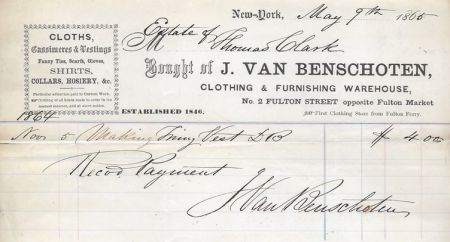 New-York, May 9th 1865
M Estate of Thomas Clark
Bought of J. VAN BENSCHOTEN,
CLOTHING & FURNISHING WAREHOUSE,
No. 2 FULTON STREET opposite Fulton Market
First Clothing Store from Fulton Ferry.
ESTABLISHED 1846.
CLOTHS,
Cassimeres & Vestings
Fancy Ties, Scarfs, Gloves,
SHIRTS,
COLLARS, HOSIERY, &c.
Particular attention paid to Custom Work.
Clothing of all kinds made to order in the
neatest manner, and at short notice.
1864
Novr 5 Making Trimg Vest DB $ 4 00
Recd Payment
J Van Benschoten